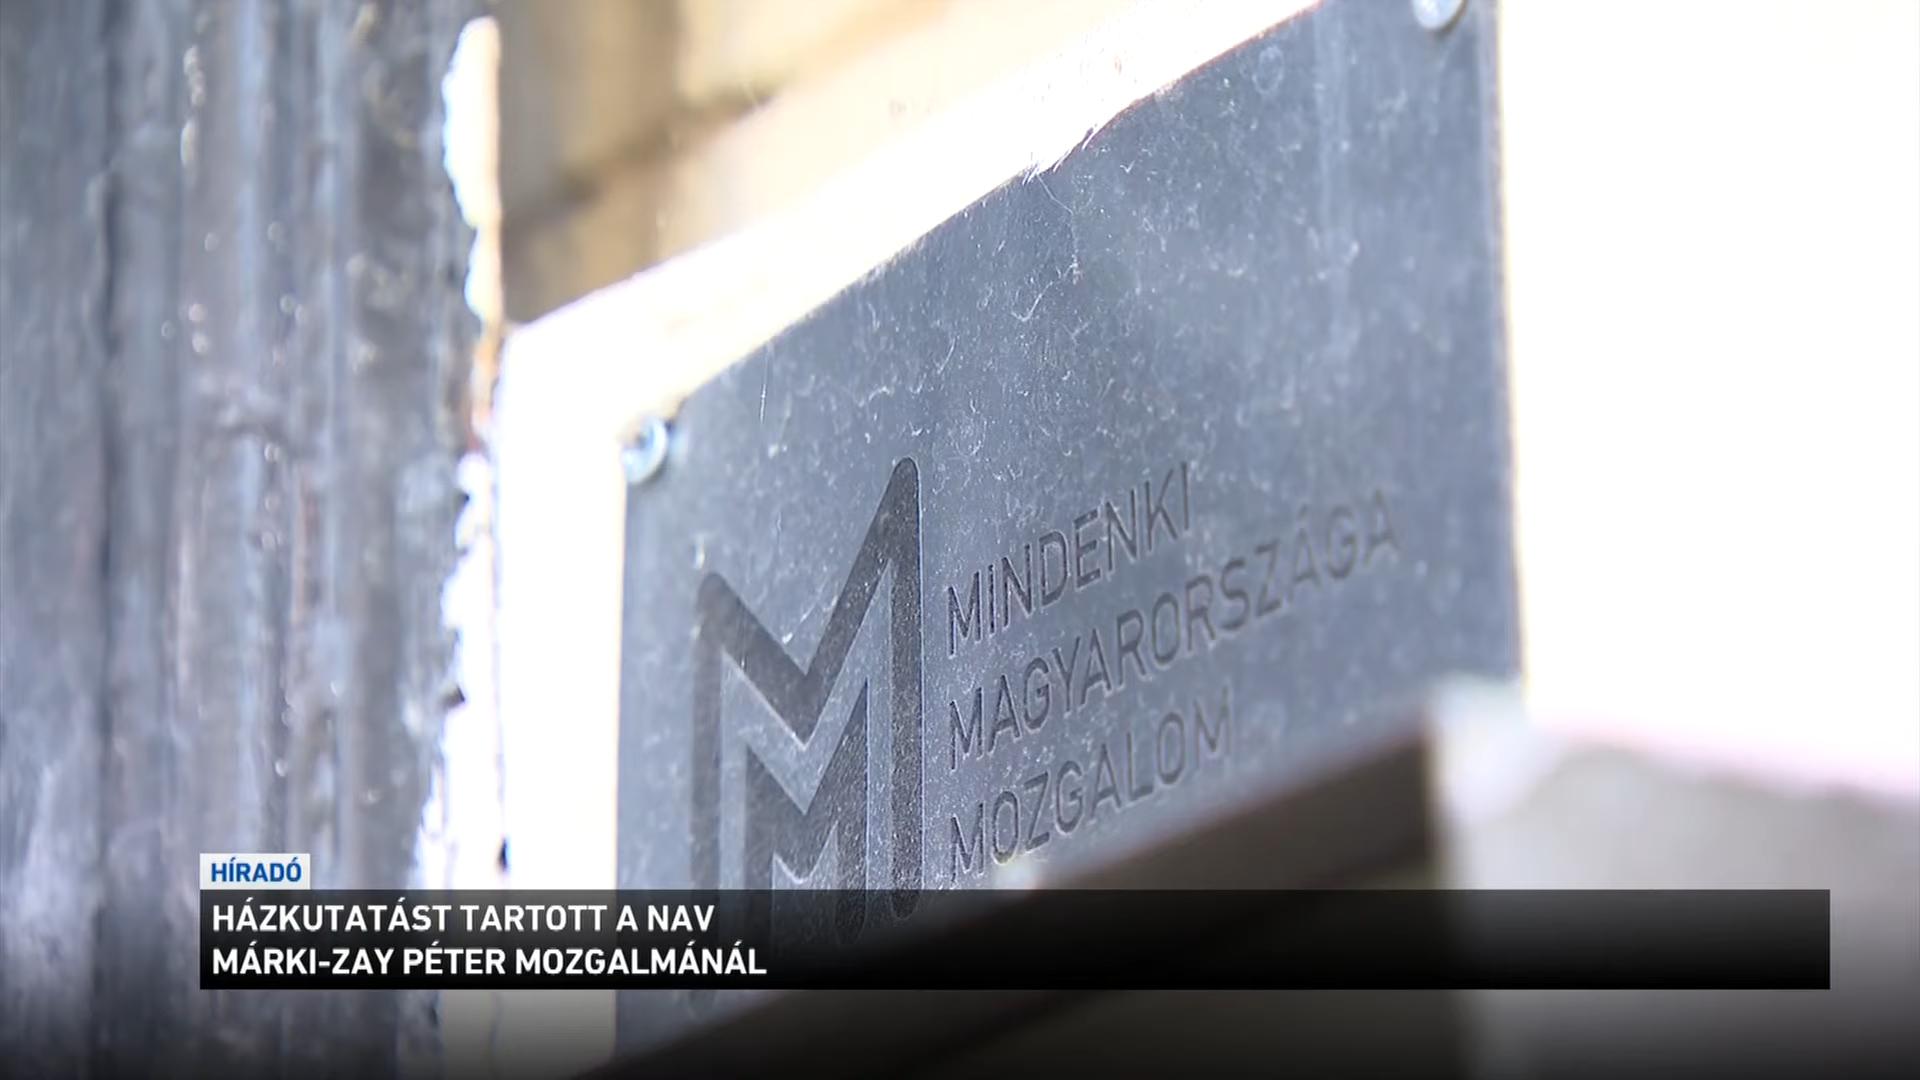 MINDENKI
MAGYARORSZÁGA
MOZGALOM
HÍRADÓ
HÁZKUTATÁST TARTOTT A NAV
MÁRKI-ZAY PÉTER MOZGALMÁNÁL